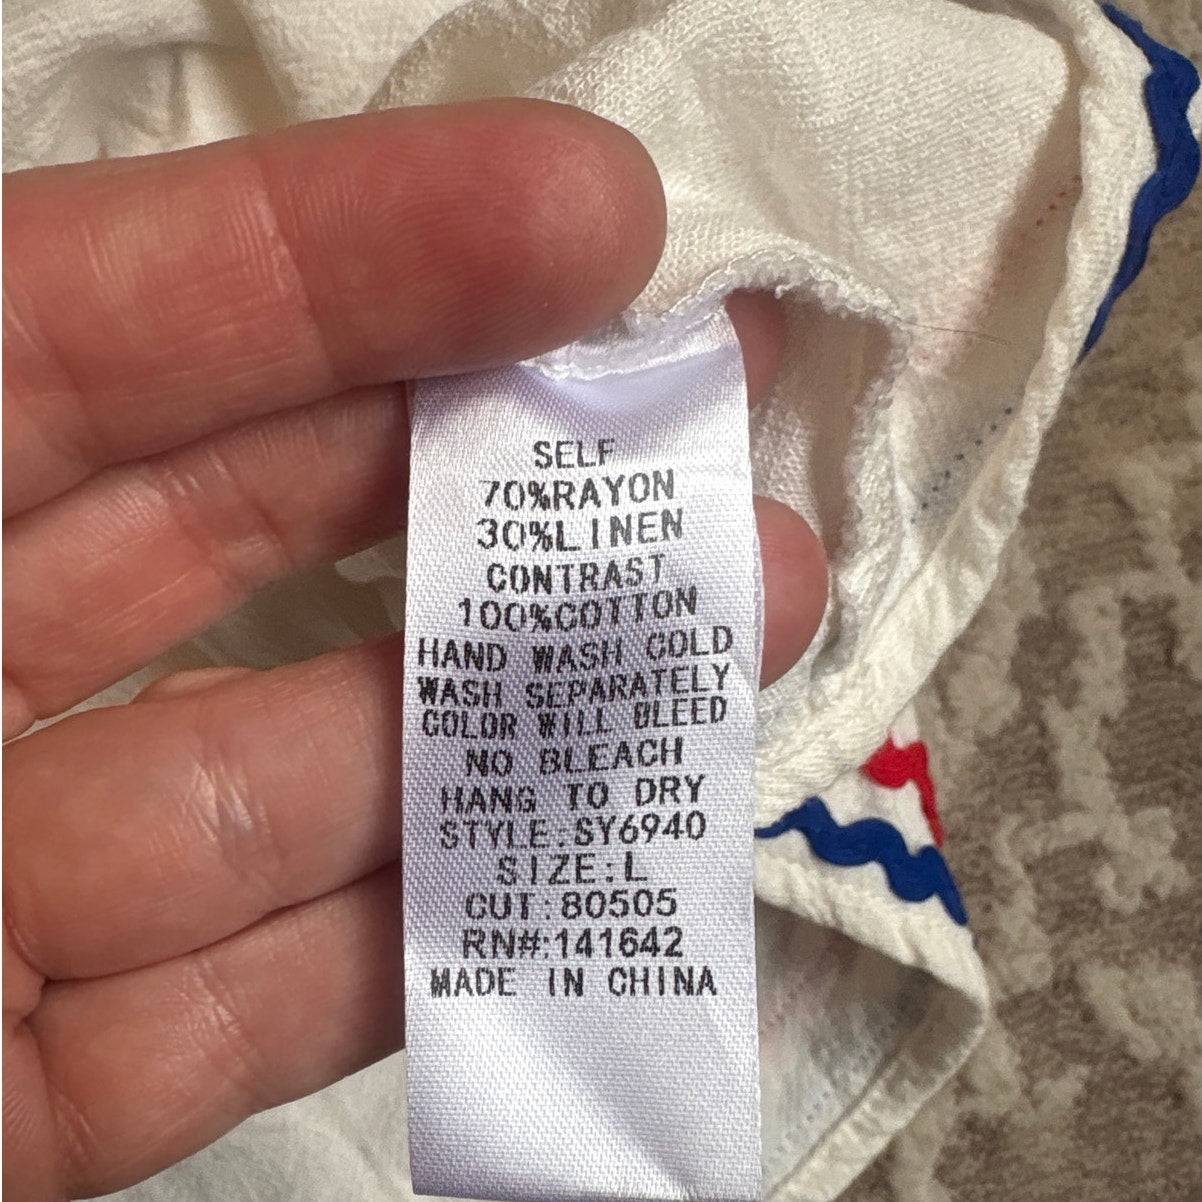 SELF
70%RAYON
30%LINEN
CONTRAST
100%COTTON
HAND WASH COLD
WASH SEPARATELY
COLOR WILL BLEED
NO BLEACH
HANG TO DRY
STYLE:SY6940
SIZE:L
CUT:80505
RN#:141642
MADE IN CHINA